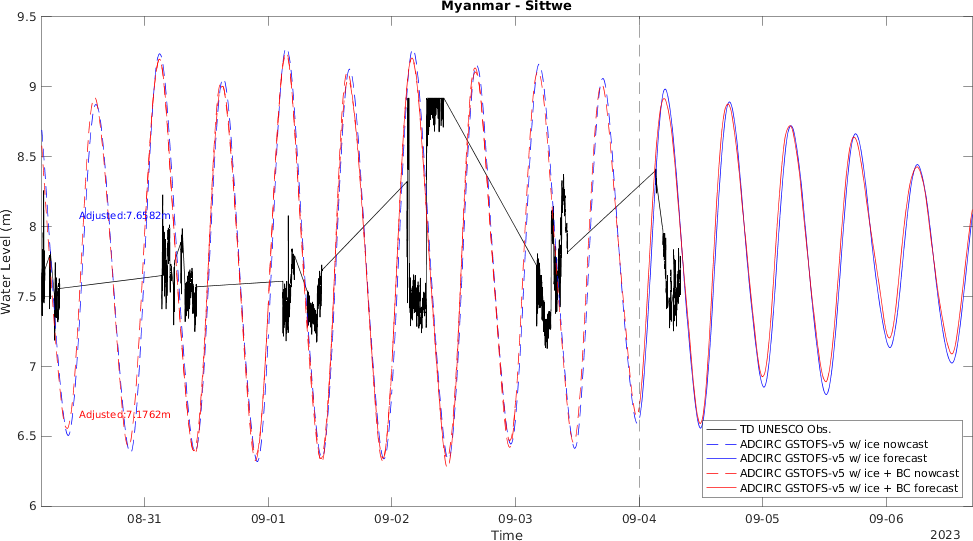 Myanmar - Sittwe
9.5
9
8.5
8
7.5
7
6.5
6
Water Level (m)
Adjusted:7.6582m
Adjusted:7.1762m
TD UNESCO Obs.
ADCIRC GSTOFS-v5 w/ ice nowcast
ADCIRC GSTOFS-v5 w/ ice forecast
ADCIRC GSTOFS-v5 w/ ice + BC nowcast
ADCIRC GSTOFS-v5 w/ ice + BC forecast
08-31 09-01 09-02 09-03 09-04 09-05 09-06
Time
2023